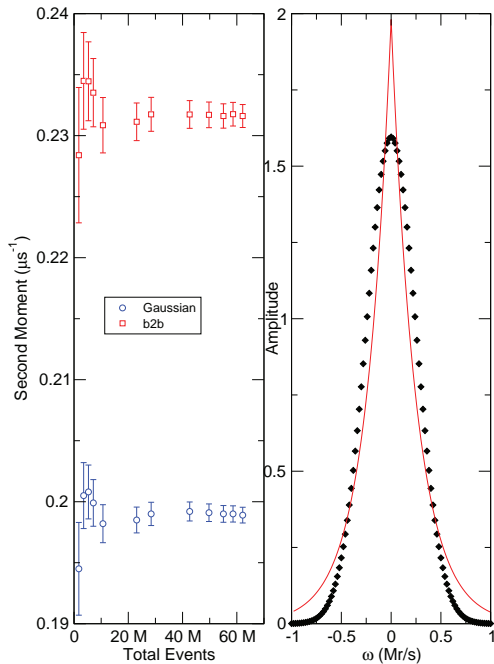 0.24
0.23
0.22
0.21
0.2
0.19
Second Moment (μs⁻¹)
Gaussian
b2b
0
20 M
40 M
60 M
Total Events
2
1.5
1
0.5
0
Amplitude
-1
-0.5
0
0.5
1
ω (Mr/s)